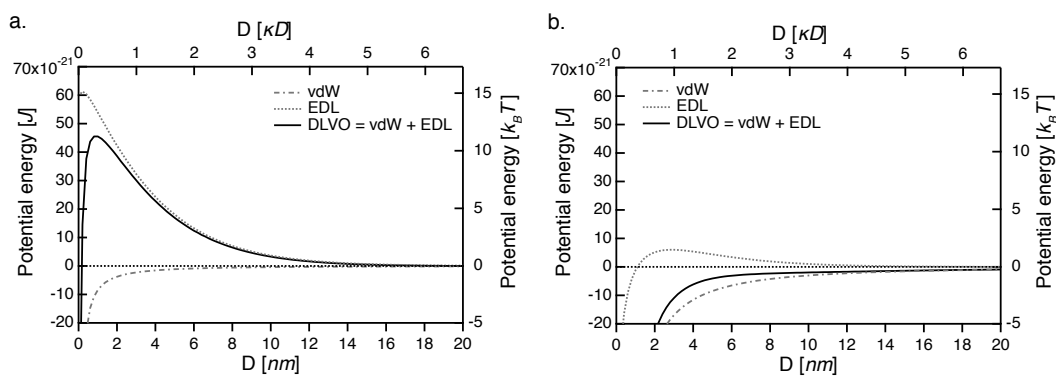 a.
D [κD]
0 1 2 3 4 5 6
70x10-21
60
50
40
30
20
10
0
-10
-20
Potential energy [J]
vdW
EDL
DLVO = vdW + EDL
15
10
5
0
-5
Potential energy [kBT]
0 2 4 6 8 10 12 14 16 18 20
D [nm]
b.
D [κD]
0 1 2 3 4 5 6
70x10-21
60
50
40
30
20
10
0
-10
-20
Potential energy [J]
vdW
EDL
DLVO = vdW + EDL
15
10
5
0
-5
Potential energy [kBT]
0 2 4 6 8 10 12 14 16 18 20
D [nm]